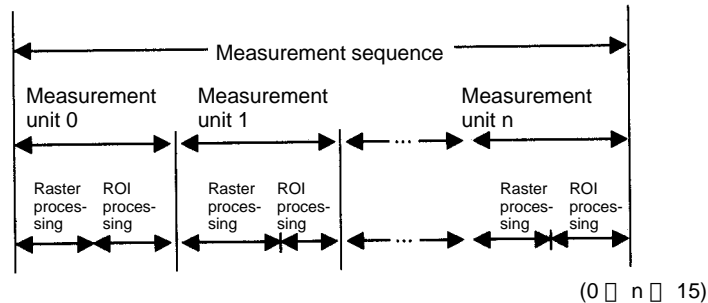 Measurement sequence
Measurement
unit 0
Measurement
unit 1
Measurement
unit n
...
Raster
proces-
sing
ROI
proces-
sing
Raster
proces-
sing
ROI
proces-
sing
...
Raster
proces-
sing
ROI
proces-
sing
(0 ▯ n ▯ 15)